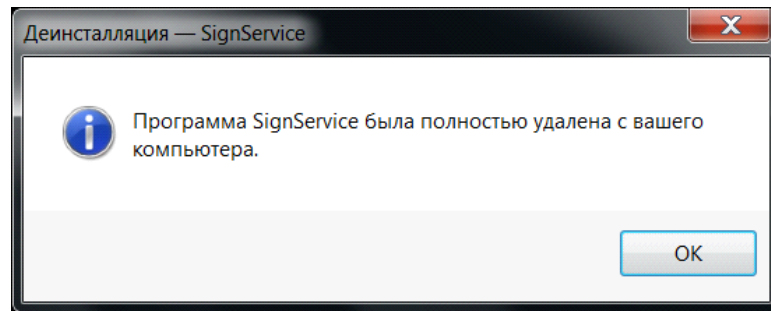 Деинсталляция — SignService
Программа SignService была полностью удалена с вашего
компьютера.
OK